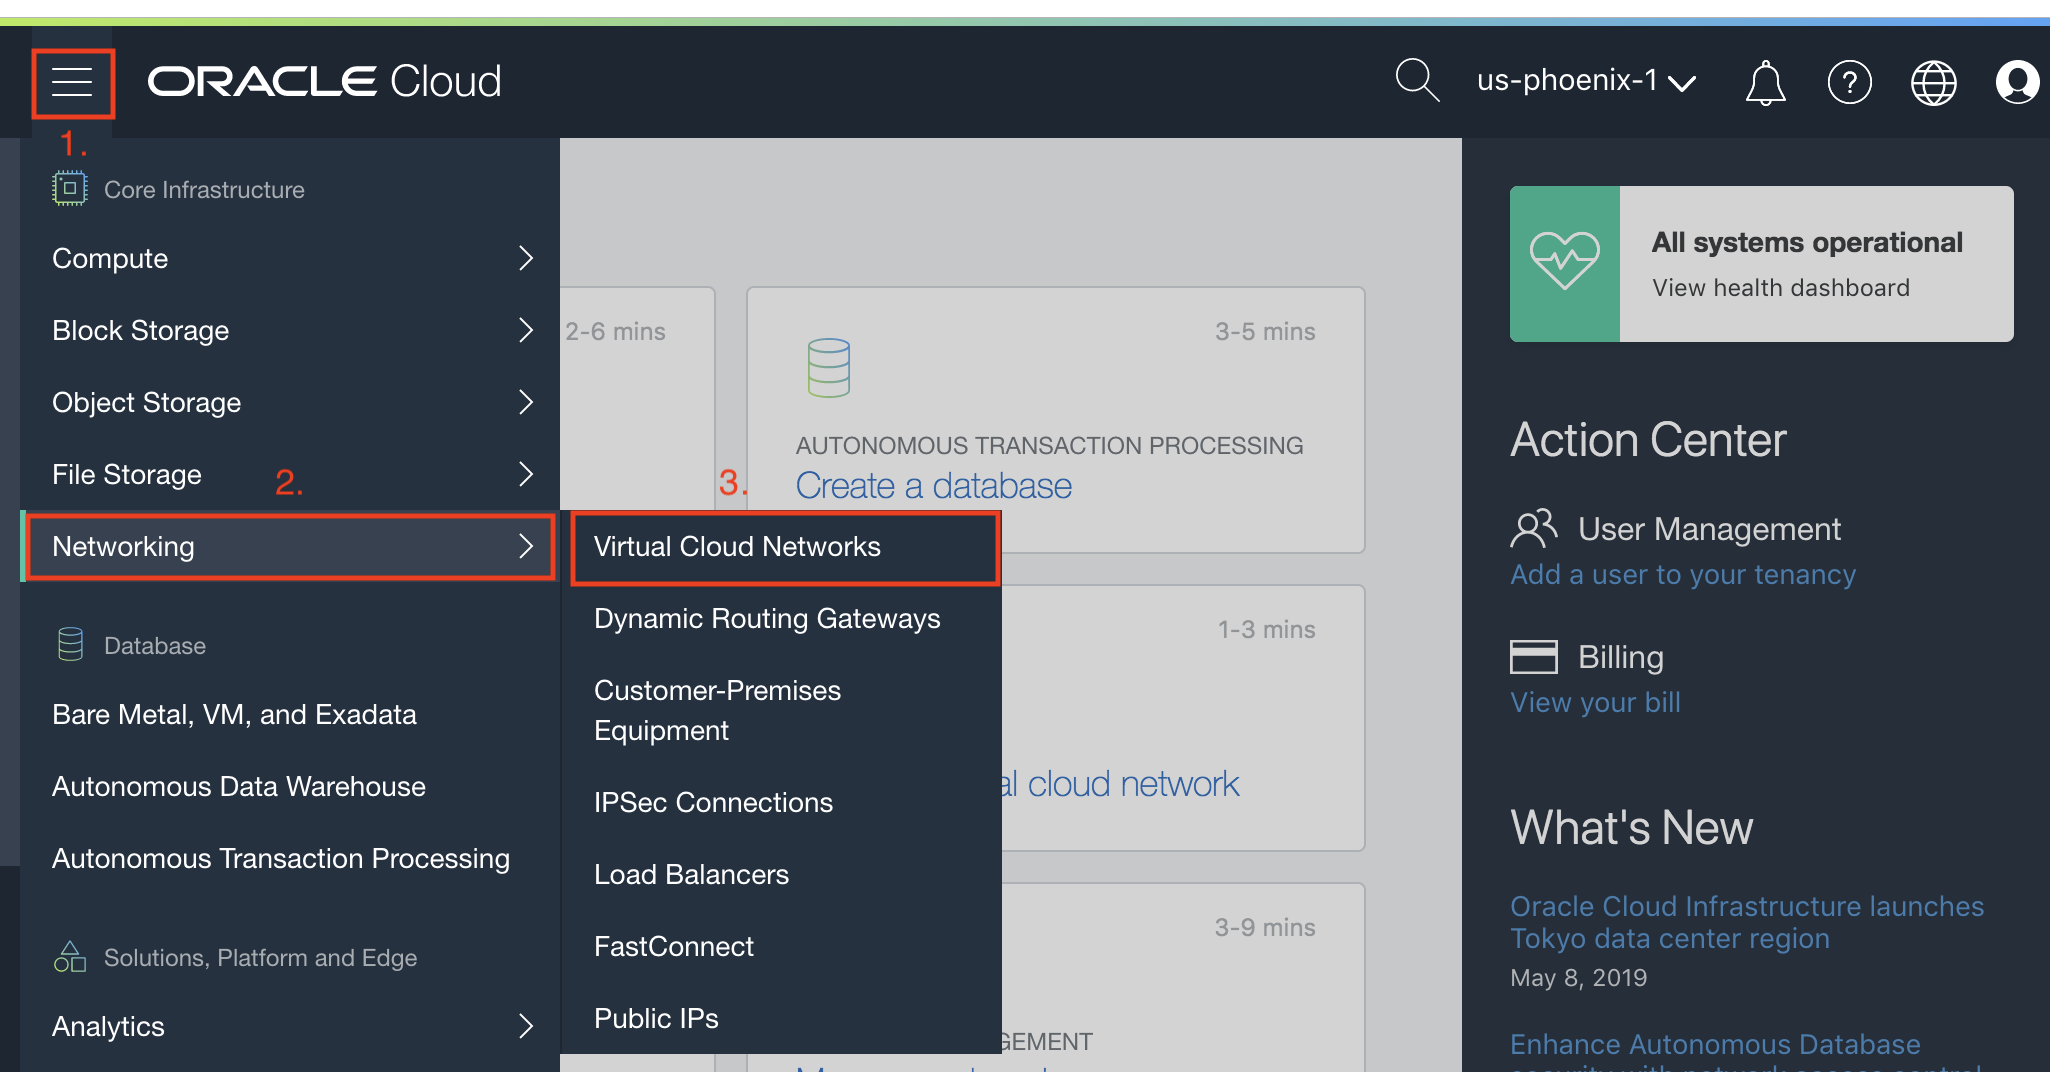 ORACLE Cloud
us-phoenix-1
?
1.
Core Infrastructure
Compute
Block Storage
Object Storage
File Storage
2.
Networking
Database
Bare Metal, VM, and Exadata
Autonomous Data Warehouse
Autonomous Transaction Processing
Solutions, Platform and Edge
Analytics
3.
Virtual Cloud Networks
Dynamic Routing Gateways
Customer-Premises
Equipment
IPSec Connections
Load Balancers
FastConnect
Public IPs
2-6 mins
3-5 mins
AUTONOMOUS TRANSACTION PROCESSING
Create a database
1-3 mins
al cloud network
3-9 mins
GEMENT
All systems operational
View health dashboard
Action Center
User Management
Add a user to your tenancy
Billing
View your bill
What's New
Oracle Cloud Infrastructure launches
Tokyo data center region
May 8, 2019
Enhance Autonomous Database
security with network access control